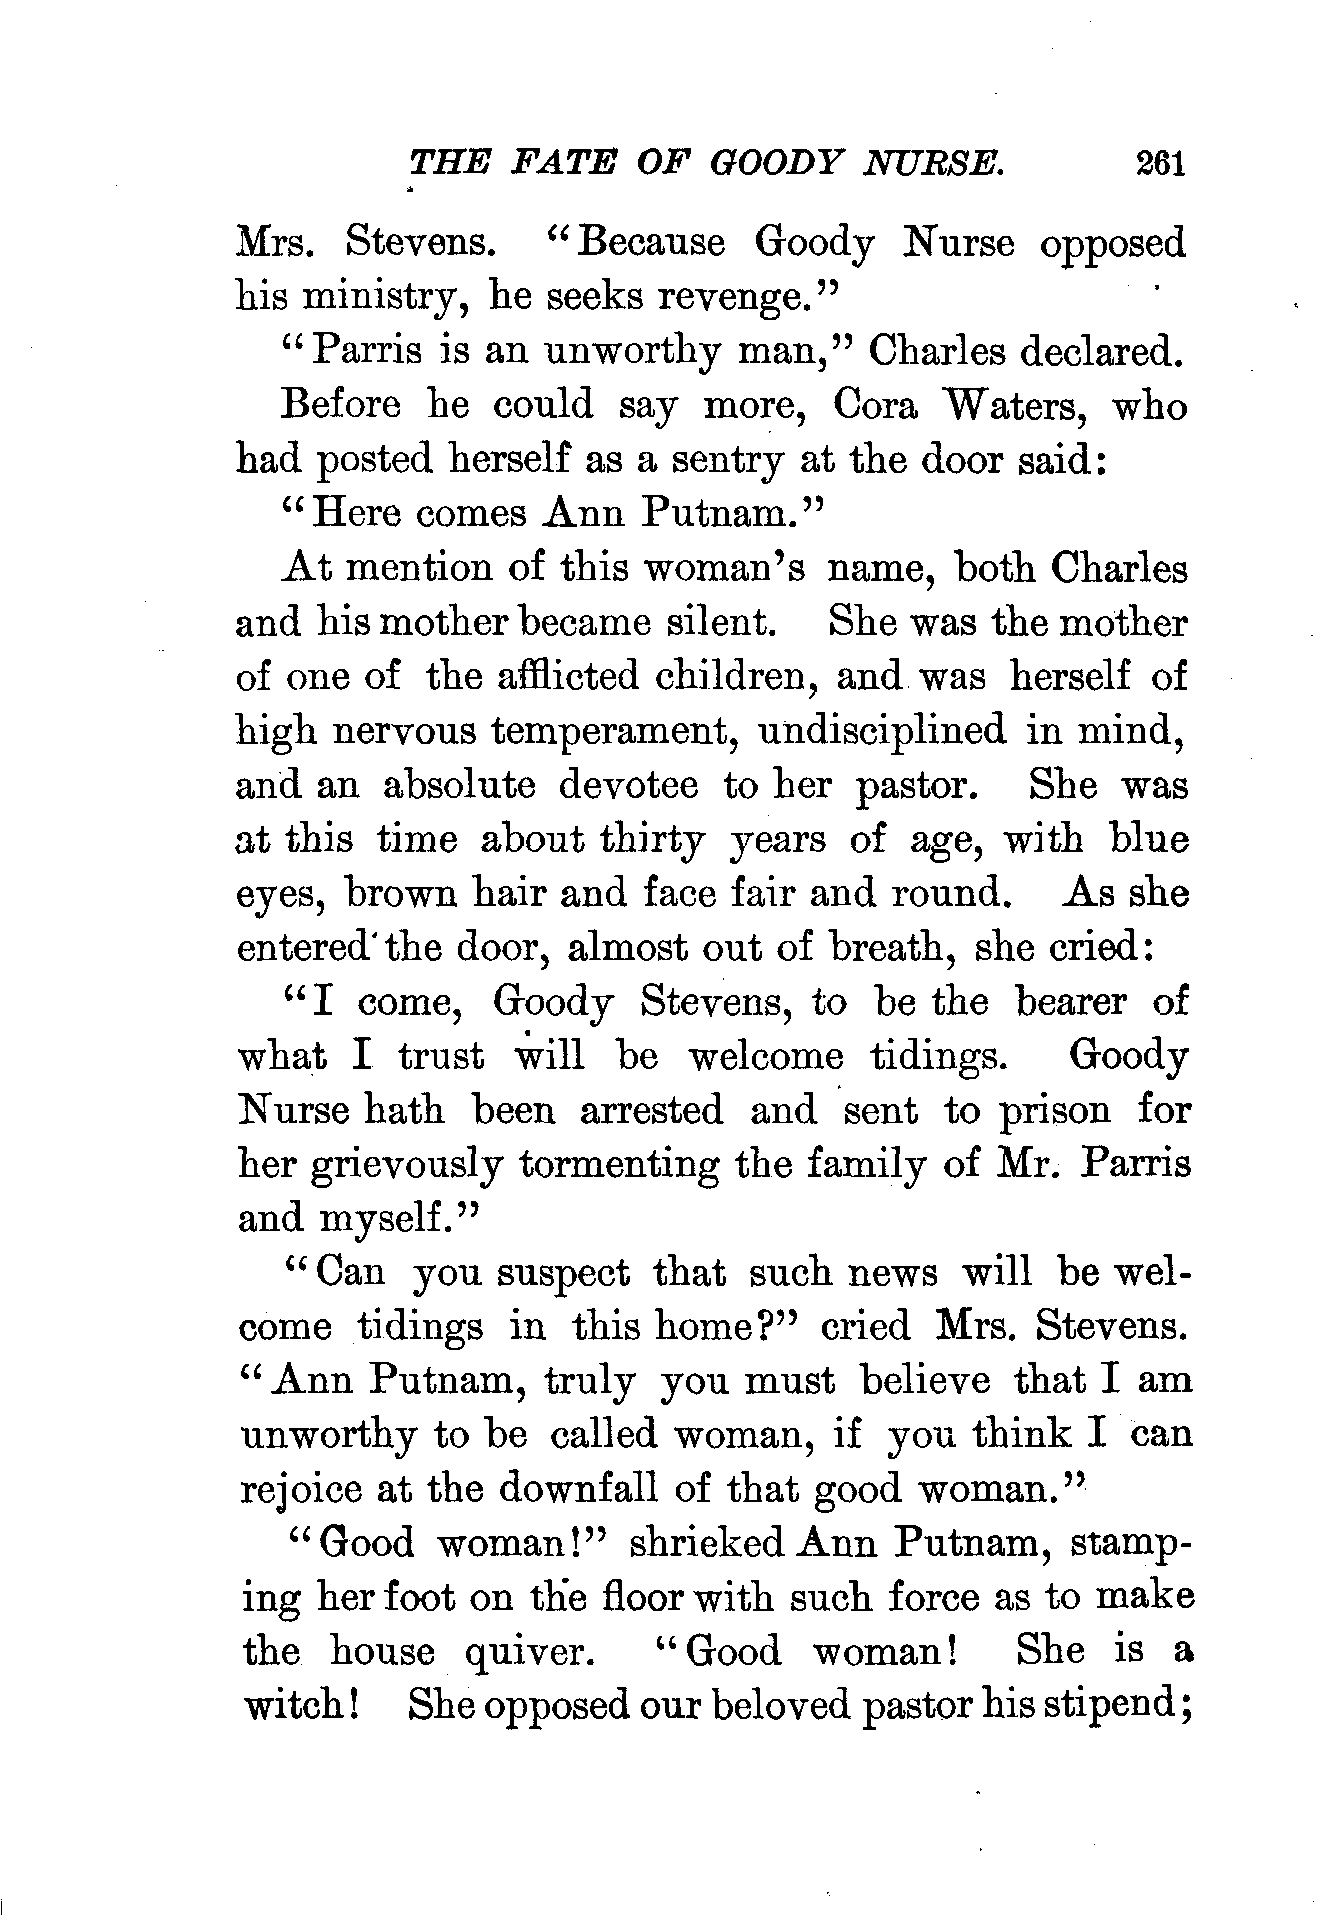 THE FATE OF GOODY NURSE. 261
Mrs. Stevens. “Because Goody Nurse opposed
his ministry, he seeks revenge.”
“Parris is an unworthy man,” Charles declared.
Before he could say more, Cora Waters, who
had posted herself as a sentry at the door said:
“Here comes Ann Putnam.”
At mention of this woman’s name, both Charles
and his mother became silent. She was the mother
of one of the afflicted children, and was herself of
high nervous temperament, undisciplined in mind,
and an absolute devotee to her pastor. She was
at this time about thirty years of age, with blue
eyes, brown hair and face fair and round. As she
entered the door, almost out of breath, she cried:
“I come, Goody Stevens, to be the bearer of
what I trust will be welcome tidings. Goody
Nurse hath been arrested and sent to prison for
her grievously tormenting the family of Mr. Parris
and myself.”
“Can you suspect that such news will be wel-
come tidings in this home?” cried Mrs. Stevens.
“Ann Putnam, truly you must believe that I am
unworthy to be called woman, if you think I can
rejoice at the downfall of that good woman.”
“Good woman!” shrieked Ann Putnam, stamp-
ing her foot on the floor with such force as to make
the house quiver. “Good woman! She is a
witch! She opposed our beloved pastor his stipend;